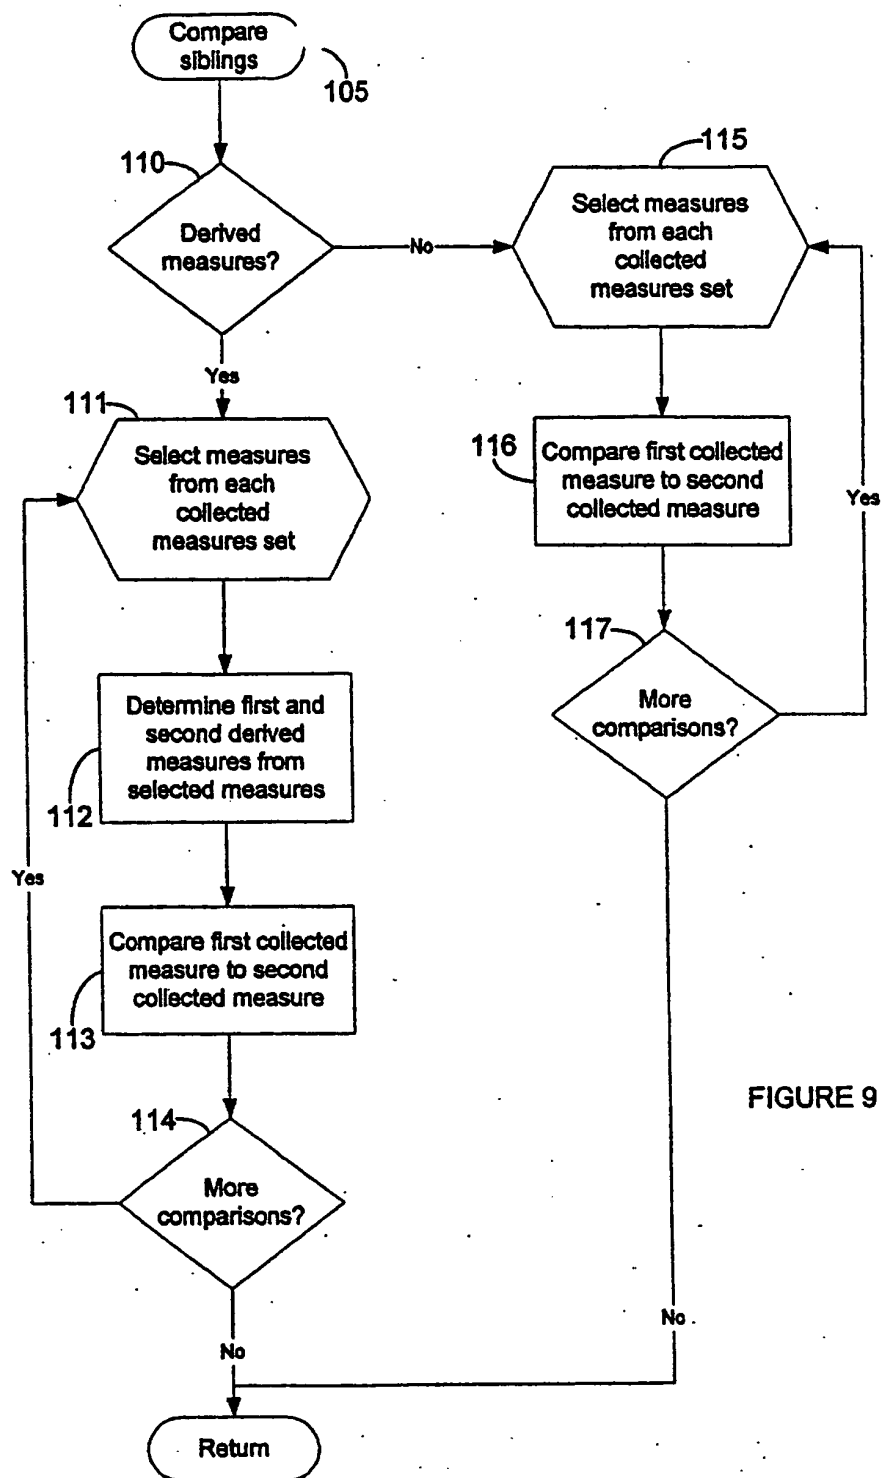 Compare
siblings
105
110
Derived
measures?
No
115
Select measures
from each
collected
measures set
Yes
111
Select measures
from each
collected
measures set
116
Compare first collected
measure to second
collected measure
Yes
117
More
comparisons?
Determine first and
second derived
measures from
selected measures
112
Yes
Compare first collected
measure to second
collected measure
113
FIGURE 9
114
More
comparisons?
No
No
Return